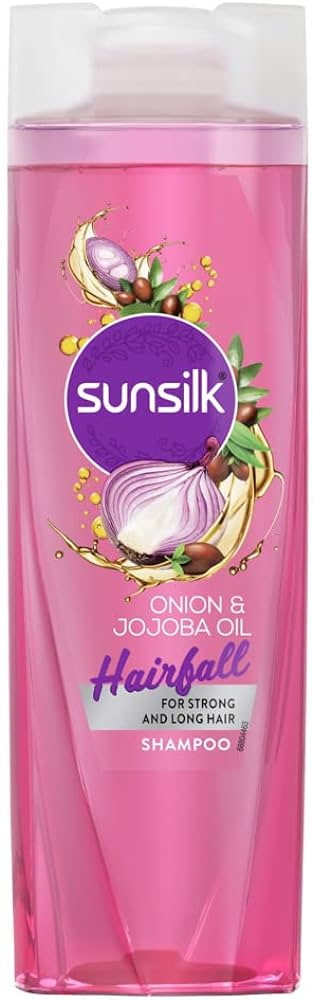 sunsilk®
ONION &
JOJOBA OIL
Hairfall
FOR STRONG
AND LONG HAIR
SHAMPOO